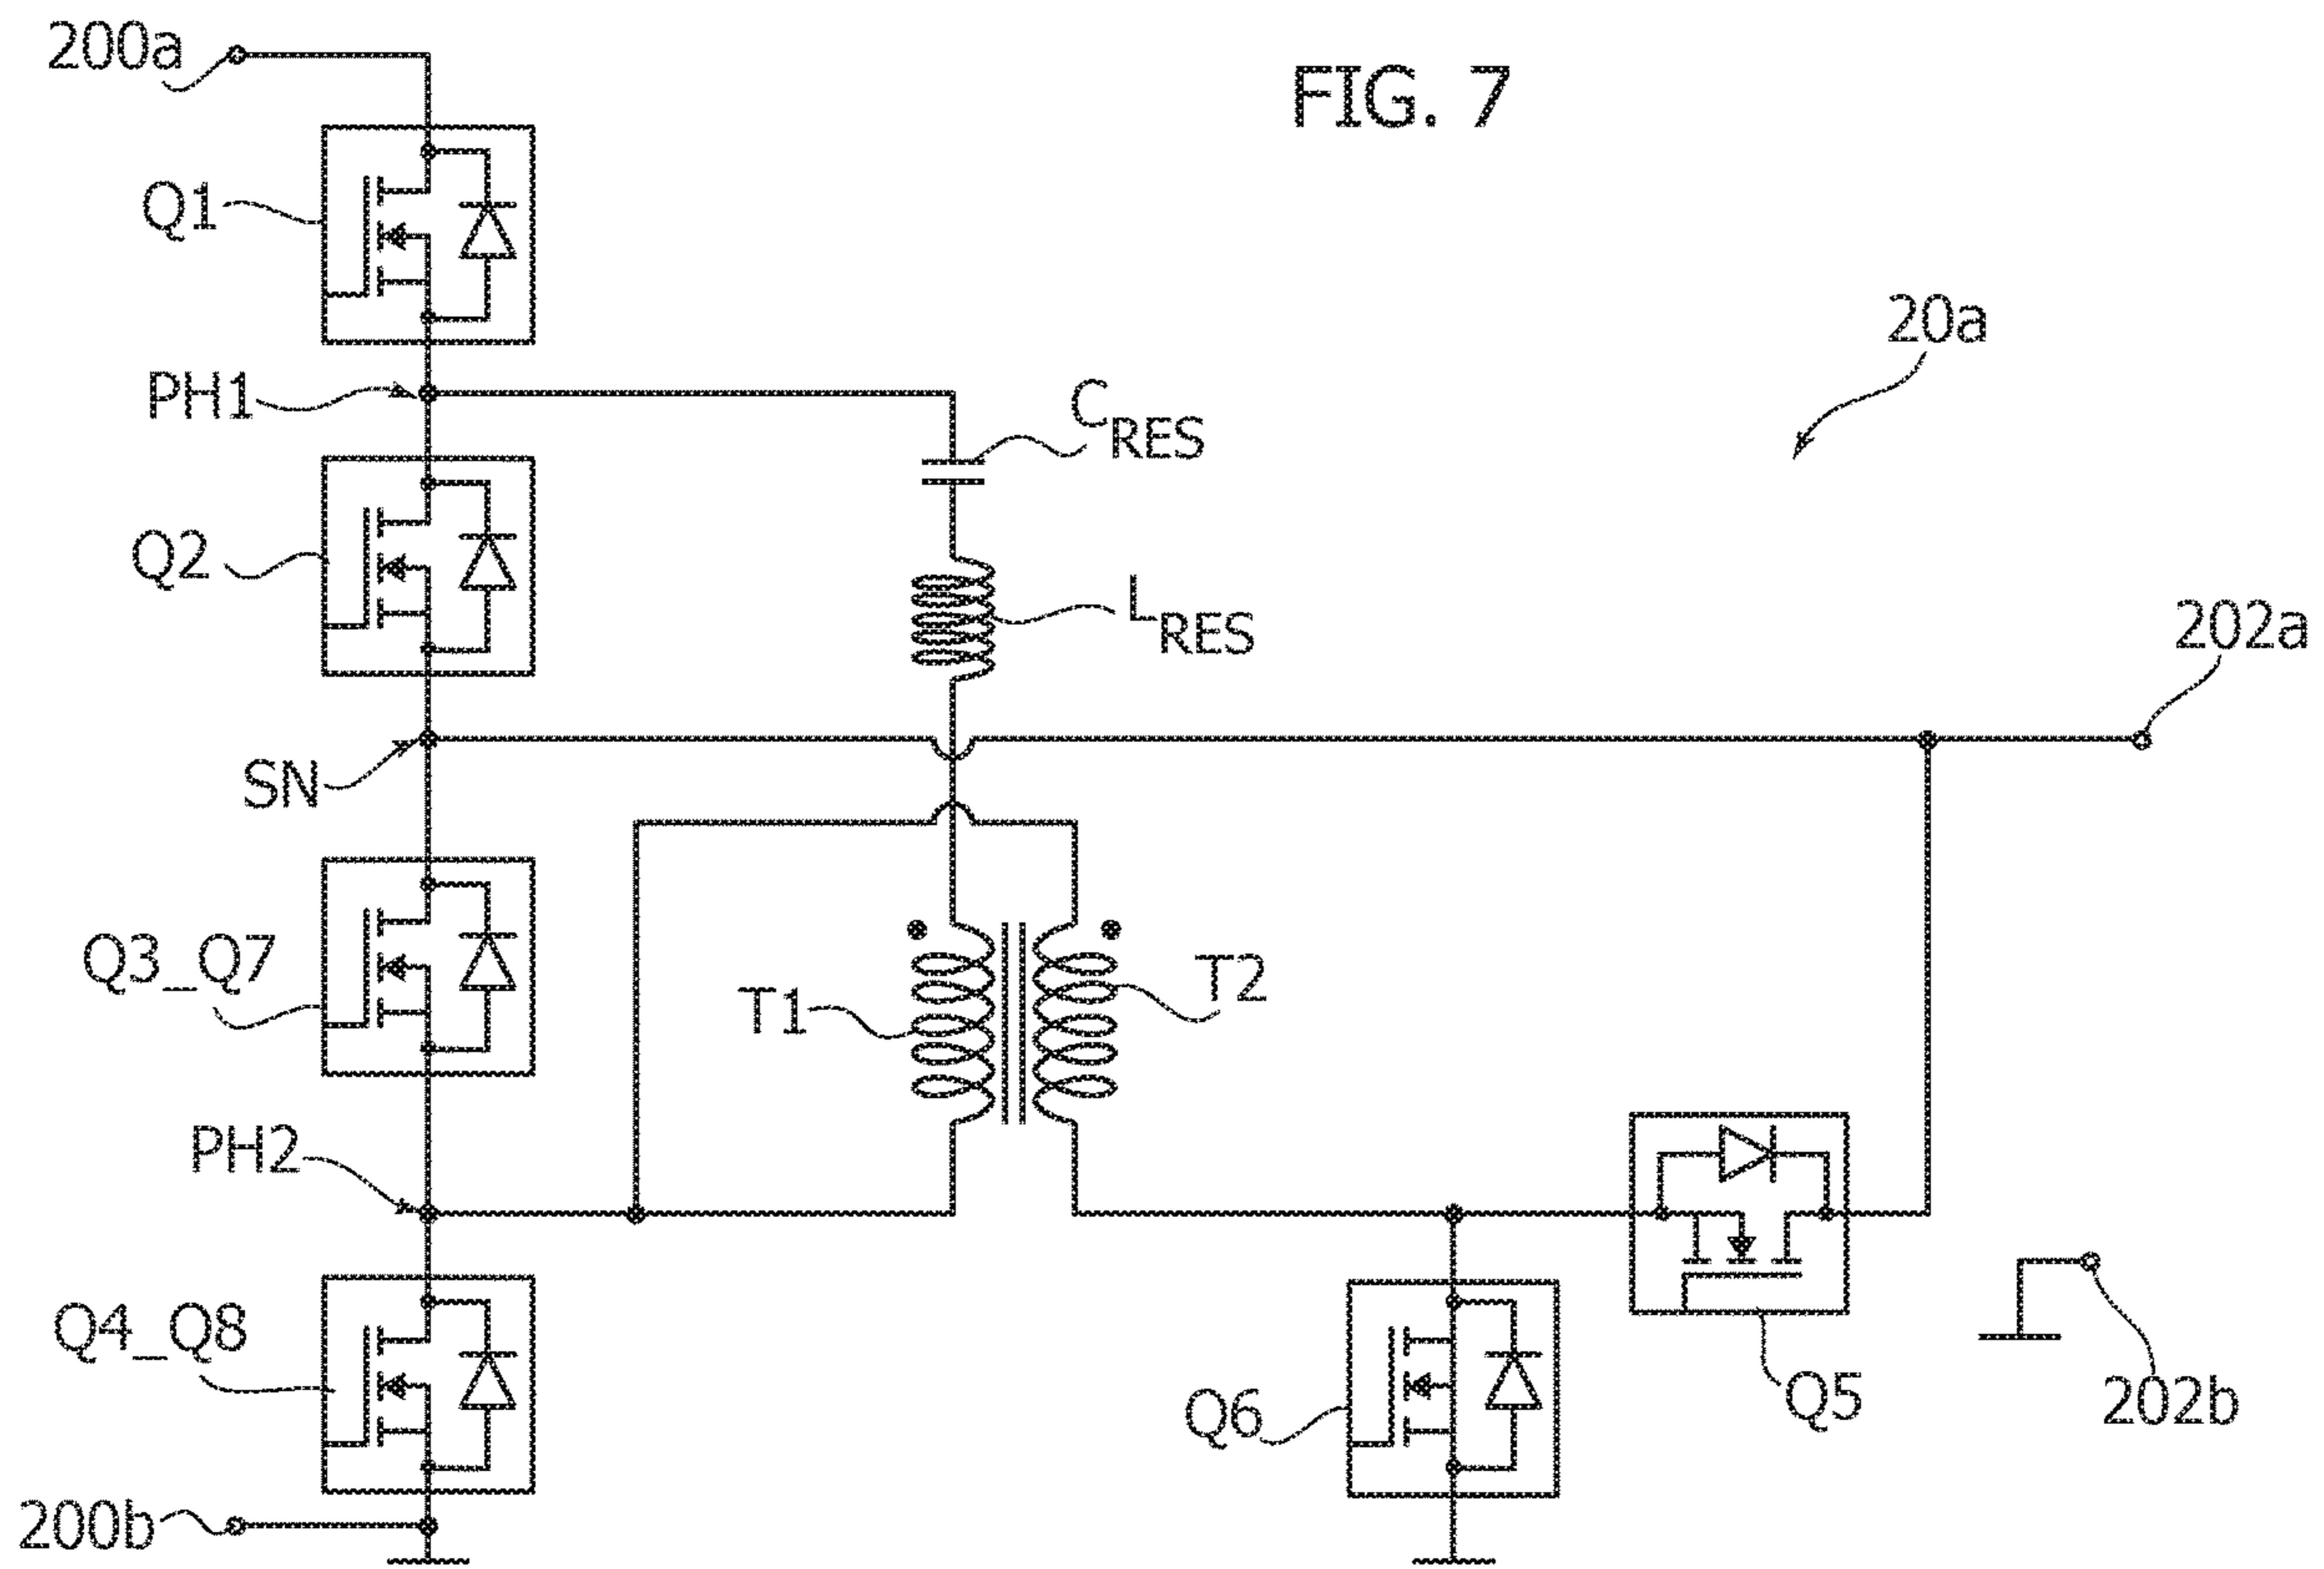 200a
FIG. 7
Q1
20a
PH1
CRES
Q2
LRES
202a
SN
Q3_Q7
T1
T2
PH2
Q4_Q8
Q6
Q5
202b
200b